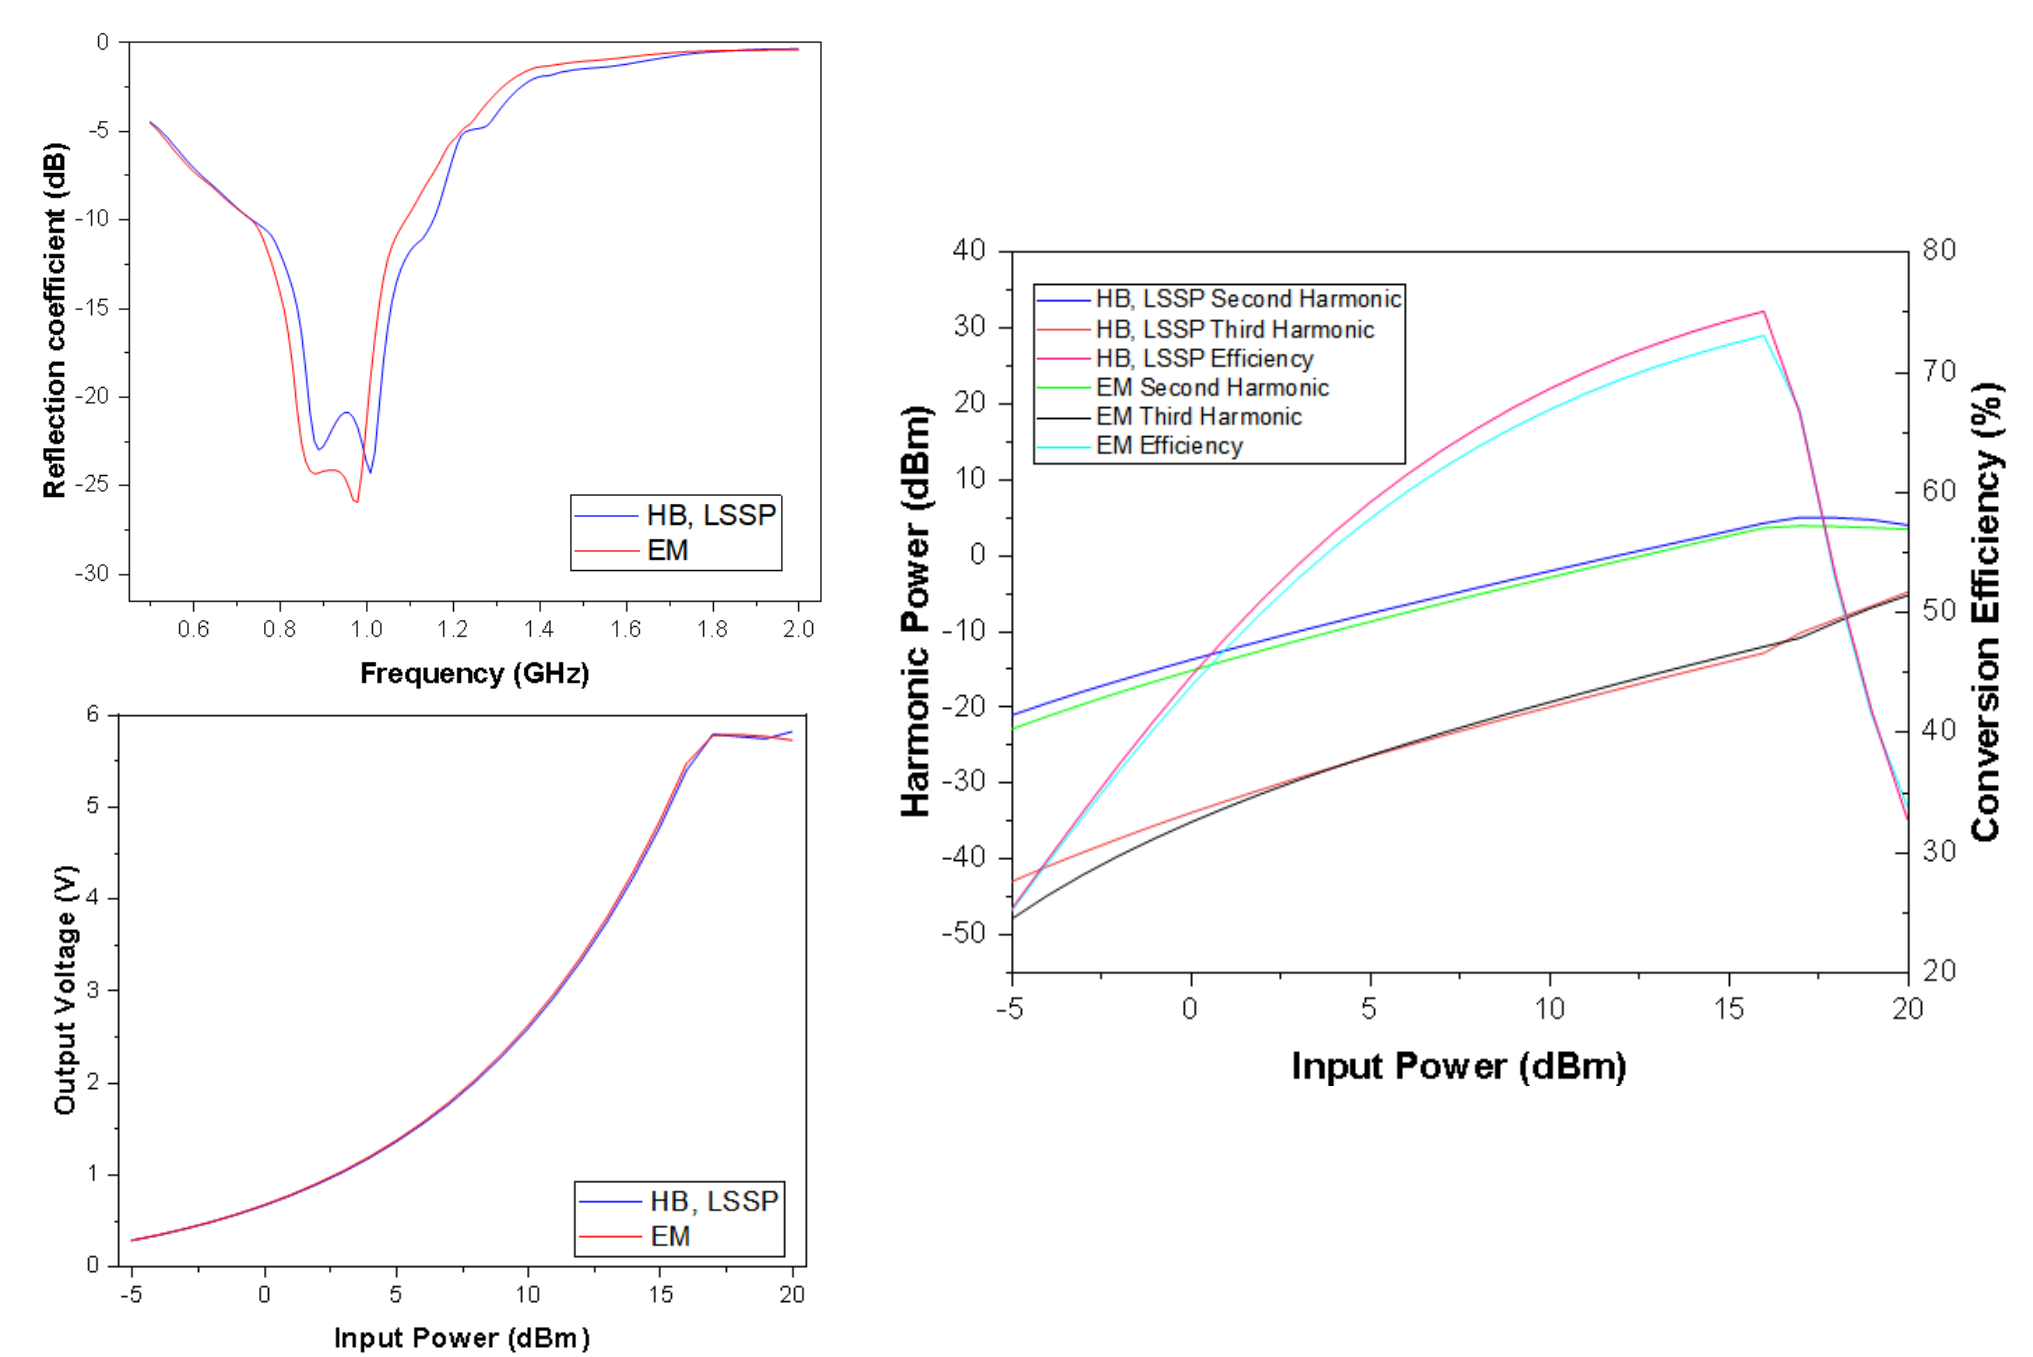 0
-5
-10
-15
-20
-25
-30
Reflection coefficient (dB)
HB, LSSP
EM
0.6 0.8 1.0 1.2 1.4 1.6 1.8 2.0
Frequency (GHz)
6
5
4
3
2
1
0
Output Voltage (V)
HB, LSSP
EM
-5 0 5 10 15 20
Input Power (dBm)
40
30
20
10
0
-10
-20
-30
-40
-50
Harmonic Power (dBm)
HB, LSSP Second Harmonic
HB, LSSP Third Harmonic
HB, LSSP Efficiency
EM Second Harmonic
EM Third Harmonic
EM Efficiency
80
70
60
50
40
30
20
Conversion Efficiency (%)
-5 0 5 10 15 20
Input Power (dBm)